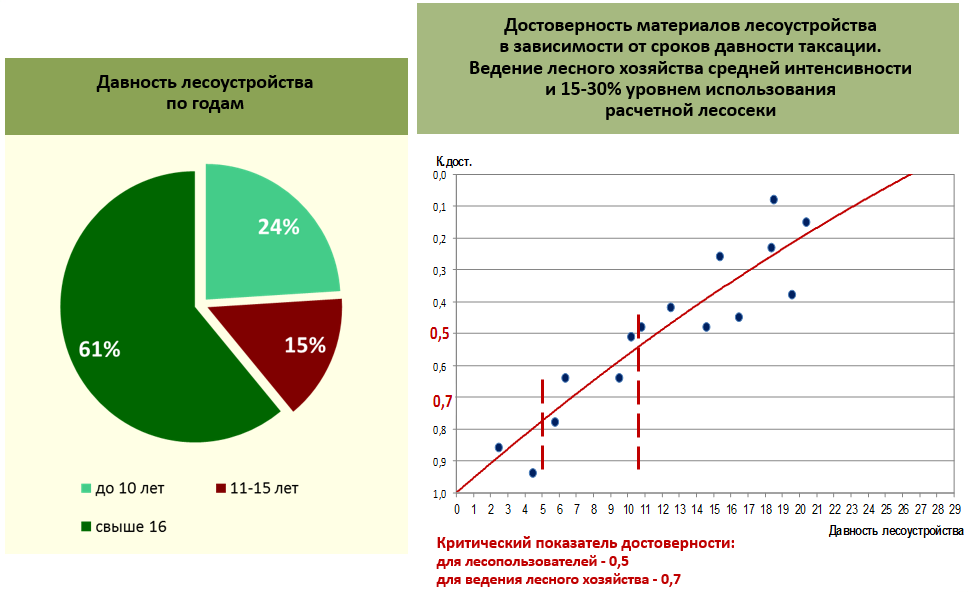 Давность лесоустройства
по годам
24%
15%
61%
до 10 лет
11-15 лет
свыше 16
Достоверность материалов лесоустройства
в зависимости от сроков давности таксации.
Ведение лесного хозяйства средней интенсивности
и 15-30% уровнем использования
расчетной лесосеки
К.дост.
0,0
0,1
0,2
0,3
0,4
0,5
0,6
0,7
0,8
0,9
1,0
0 1 2 3 4 5 6 7 8 9 10 11 12 13 14 15 16 17 18 19 20 21 22 23 24 25 26 27 28 29
Давность лесоустройства
Критический показатель достоверности:
для лесопользователей - 0,5
для ведения лесного хозяйства - 0,7